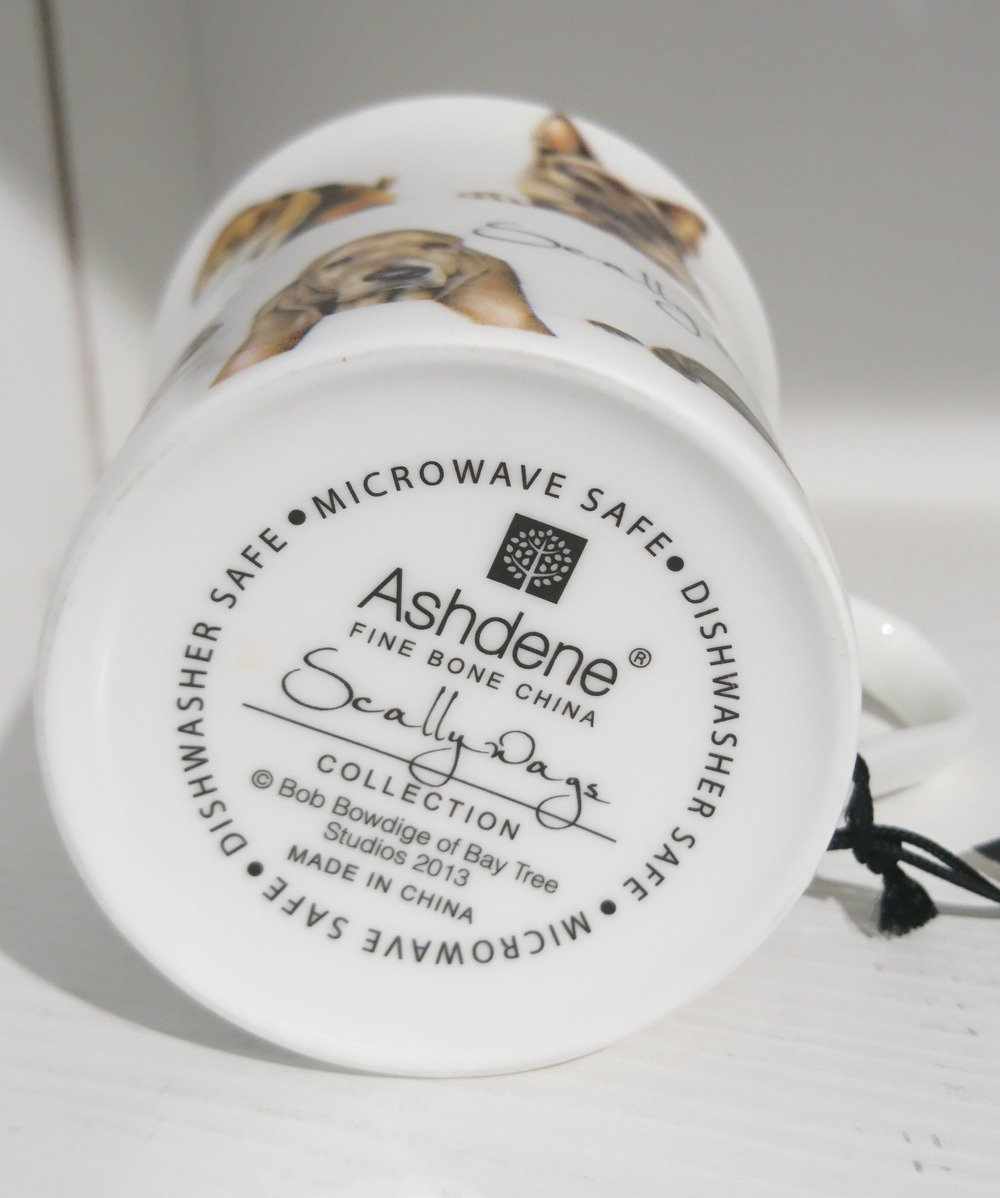 Scally
• MICROWAVE SAFE • DISHWASHER SAFE • MICROWAVE SAFE • DISHWASHER SAFE
Ashdene®
FINE BONE CHINA
Scallywags
COLLECTION
© Bob Bowdige of Bay Tree
Studios 2013
MADE IN CHINA